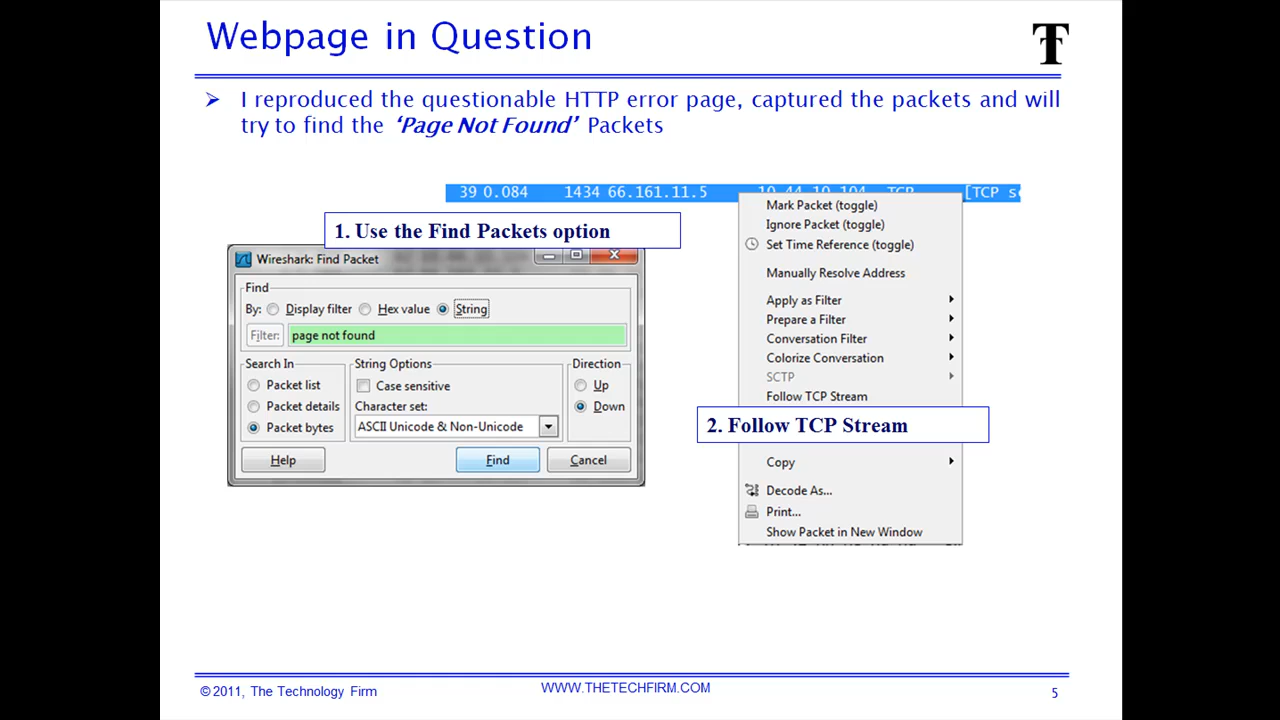 Webpage in Question
I reproduced the questionable HTTP error page, captured the packets and will
try to find the ‘Page Not Found’ Packets
39 0.084 1434 66.161.11.5 10.44.10.104 TCP [TCP s
1. Use the Find Packets option
Wireshark: Find Packet
Find
By: Display filter Hex value String
Filter: page not found
Search In String Options Direction
Packet list Case sensitive Up
Packet details Character set: Down
Packet bytes ASCII Unicode & Non-Unicode
Help Find Cancel
Mark Packet (toggle)
Ignore Packet (toggle)
Set Time Reference (toggle)
Manually Resolve Address
Apply as Filter
Prepare a Filter
Conversation Filter
Colorize Conversation
SCTP
Follow TCP Stream
2. Follow TCP Stream
Copy
Decode As...
Print...
Show Packet in New Window
©2011, The Technology Firm
WWW.THETECHFIRM.COM
5